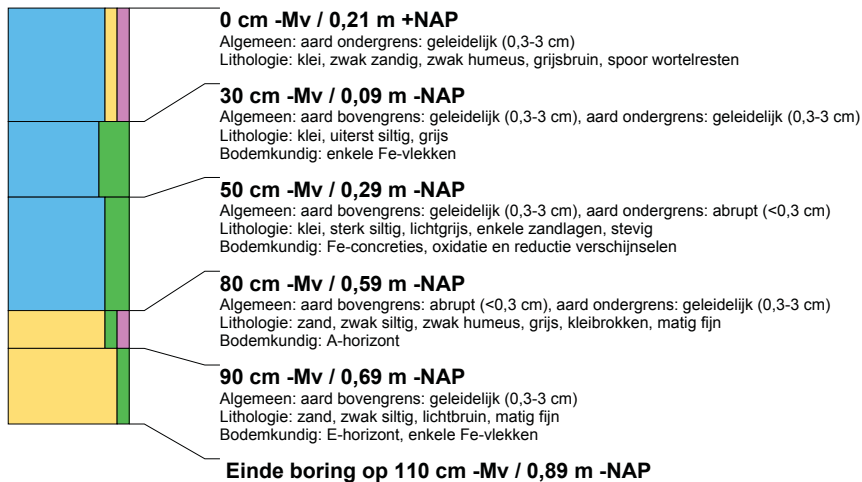 0 cm -Mv / 0,21 m +NAP
Algemeen: aard ondergrens: geleidelijk (0,3-3 cm)
Lithologie: klei, zwak zandig, zwak humeus, grijsbruin, spoor wortelresten
30 cm -Mv / 0,09 m -NAP
Algemeen: aard bovengrens: geleidelijk (0,3-3 cm), aard ondergrens: geleidelijk (0,3-3 cm)
Lithologie: klei, uiterst siltig, grijs
Bodemkundig: enkele Fe-vlekken
50 cm -Mv / 0,29 m -NAP
Algemeen: aard bovengrens: geleidelijk (0,3-3 cm), aard ondergrens: abrupt (<0,3 cm)
Lithologie: klei, sterk siltig, lichtgrijs, enkele zandlagen, stevig
Bodemkundig: Fe-concreties, oxidatie en reductie verschijnselen
80 cm -Mv / 0,59 m -NAP
Algemeen: aard bovengrens: abrupt (<0,3 cm), aard ondergrens: geleidelijk (0,3-3 cm)
Lithologie: zand, zwak siltig, zwak humeus, grijs, kleibrokken, matig fijn
Bodemkundig: A-horizont
90 cm -Mv / 0,69 m -NAP
Algemeen: aard bovengrens: geleidelijk (0,3-3 cm)
Lithologie: zand, zwak siltig, lichtbruin, matig fijn
Bodemkundig: E-horizont, enkele Fe-vlekken
Einde boring op 110 cm -Mv / 0,89 m -NAP